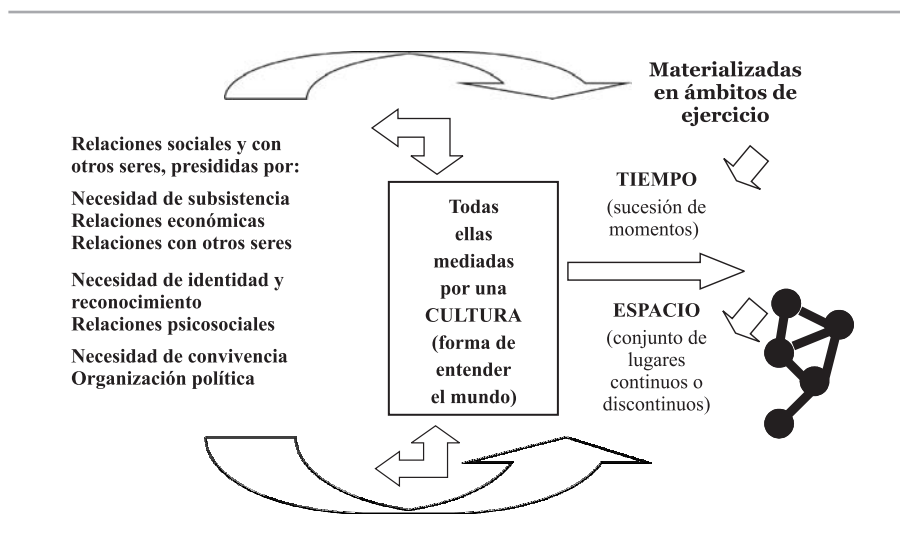 Relaciones sociales y con
otros seres, presididas por:
Necesidad de subsistencia
Relaciones económicas
Relaciones con otros seres
Necesidad de identidad y
reconocimiento
Relaciones psicosociales
Necesidad de convivencia
Organización política
Todas
ellas
mediadas
por una
CULTURA
(forma de
entender
el mundo)
Materializadas
en ámbitos de
ejercicio
TIEMPO
(sucesión de
momentos)
ESPACIO
(conjunto de
lugares
continuos o
discontinuos)